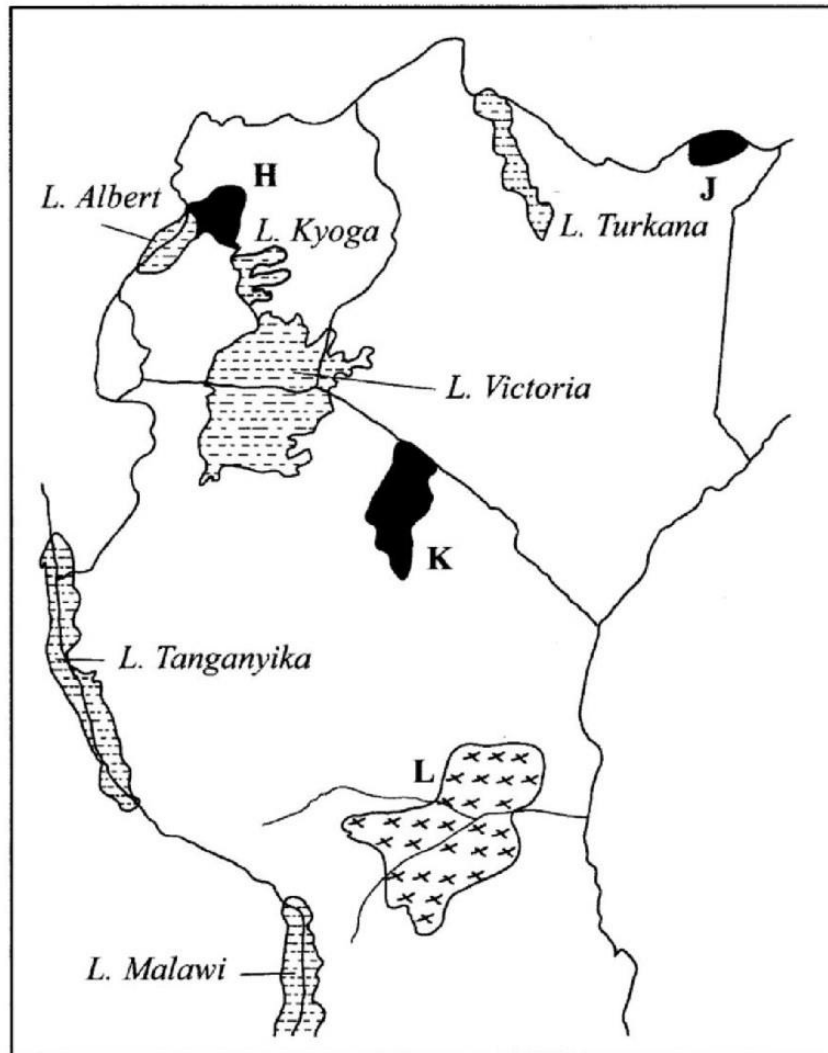 H
L. Albert
L. Kyoga
J
L. Turkana
L. Victoria
K
L. Tanganyika
L
L. Malawi